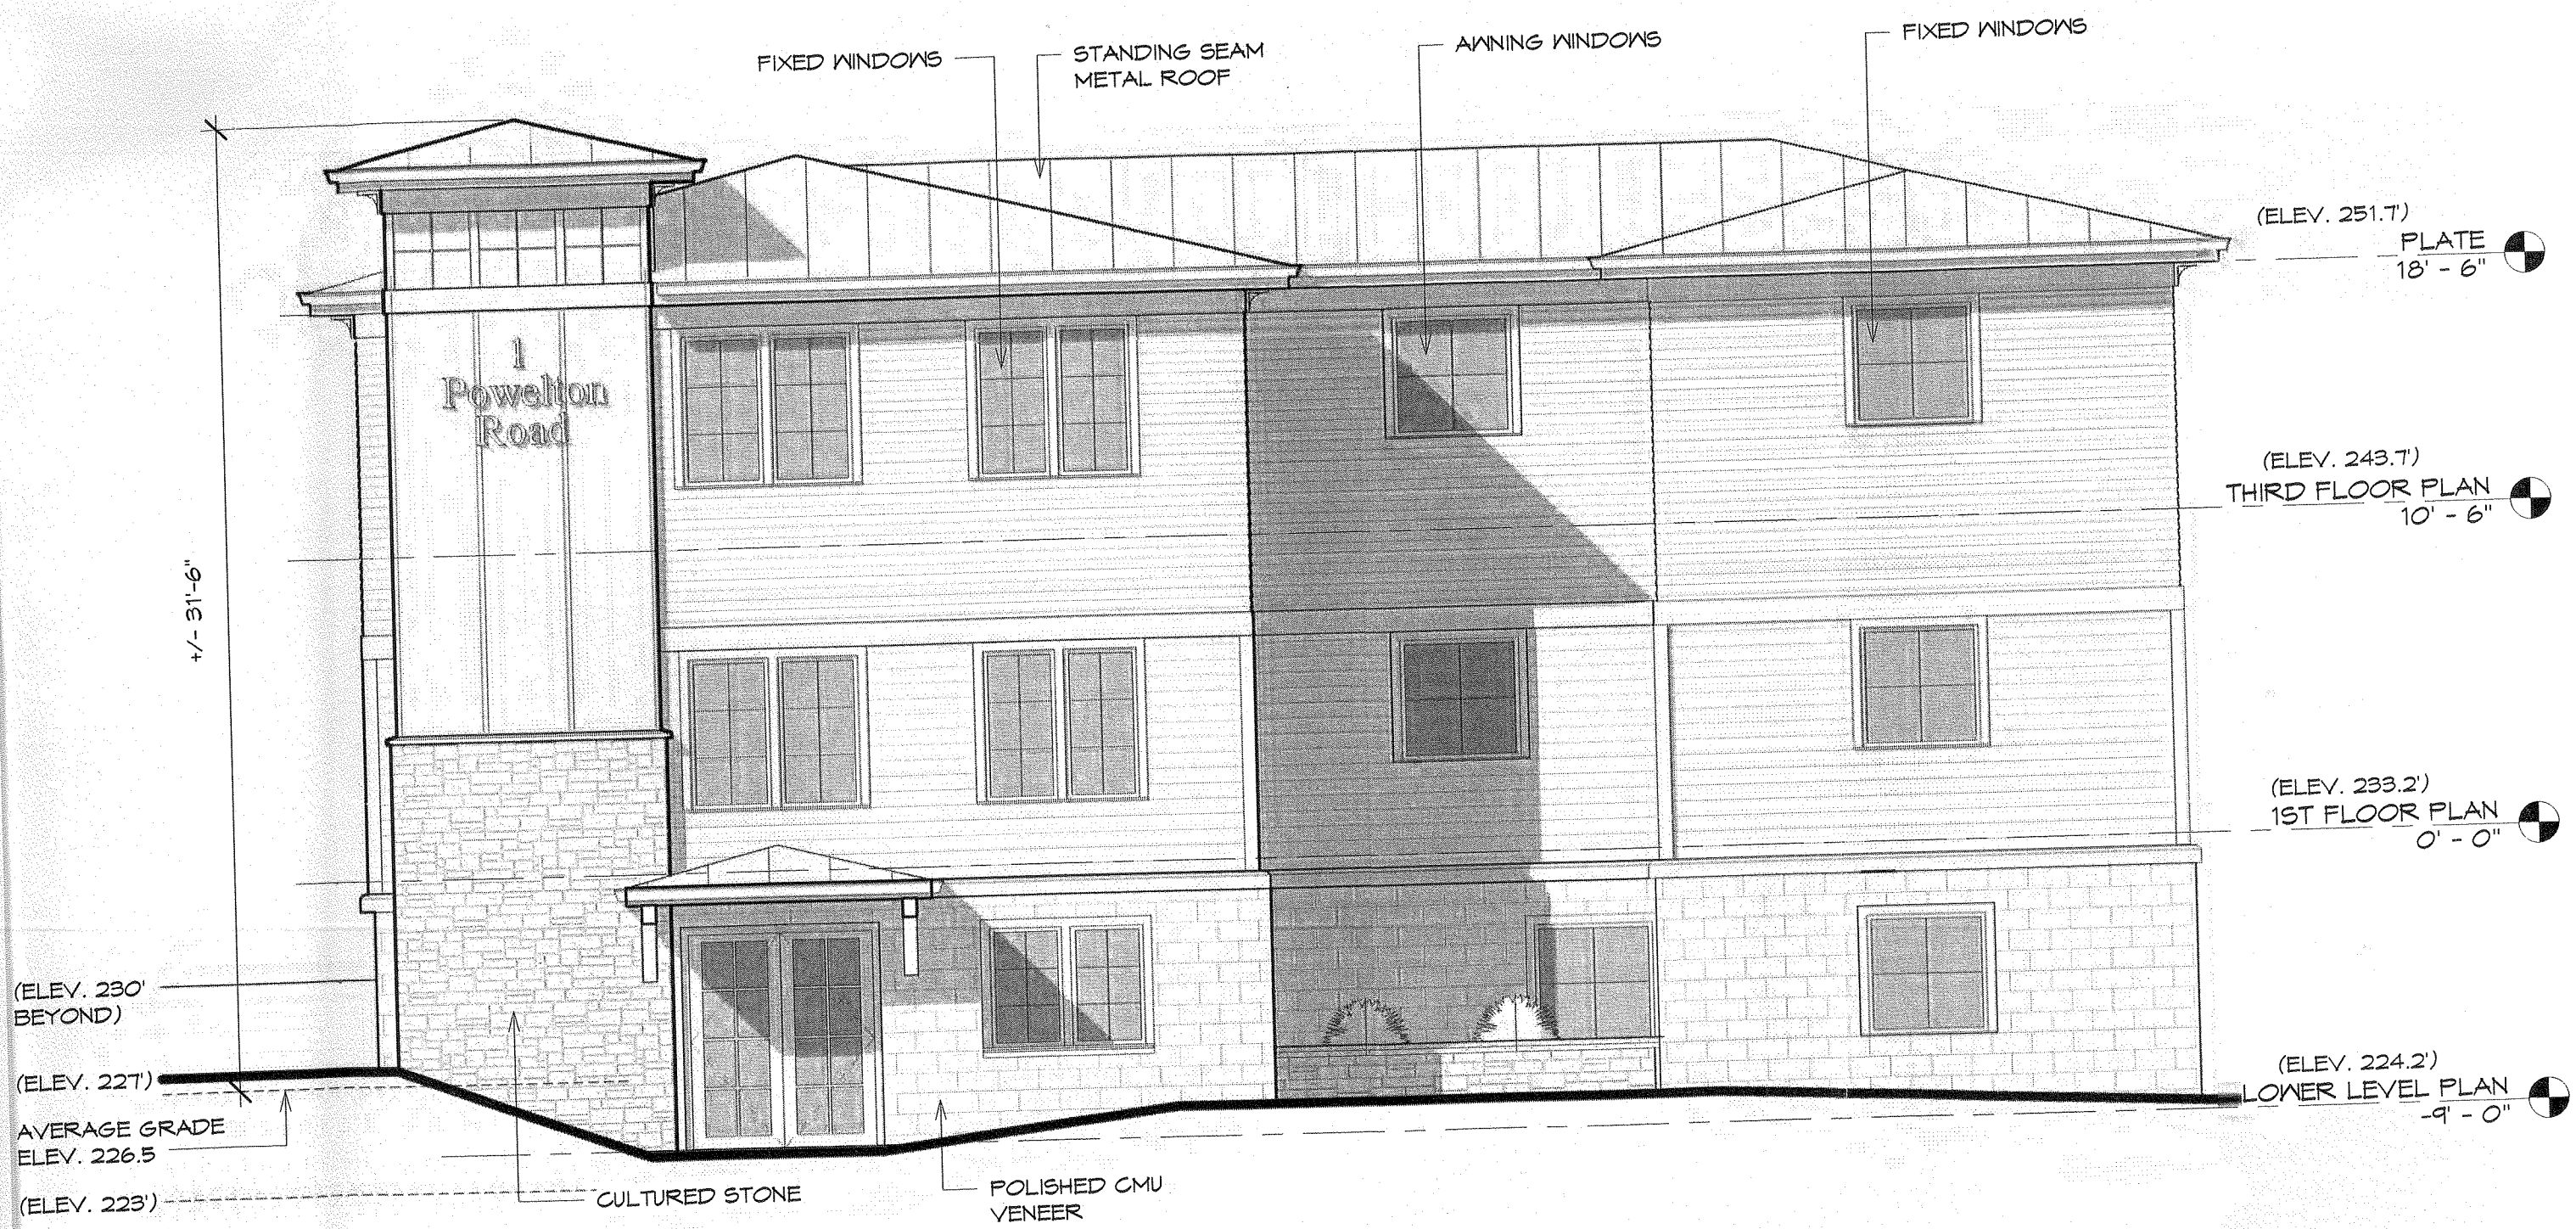 FIXED WINDOWS
STANDING SEAM
METAL ROOF
AWNING WINDOWS
FIXED WINDOWS
(ELEV. 251.7')
PLATE
18' - 6"
1
Powelton
Road
(ELEV. 243.7')
THIRD FLOOR PLAN
10' - 6"
+/- 31'-6"
(ELEV. 233.2')
1ST FLOOR PLAN
0' - 0"
(ELEV. 230'
BEYOND)
(ELEV. 227')
AVERAGE GRADE
ELEV. 226.5
(ELEV. 223')
(ELEV. 224.2')
LOWER LEVEL PLAN
-9' - 0"
CULTURED STONE
POLISHED CMU
VENEER